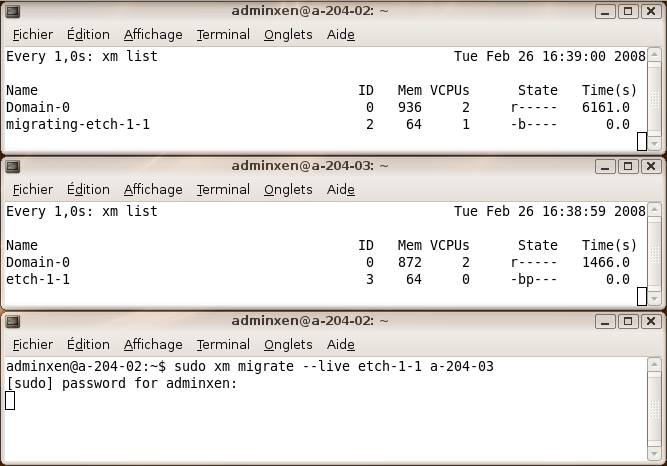 adminxen@a-204-02: ~
Fichier Édition Affichage Terminal Onglets Aide
Every 1,0s: xm list Tue Feb 26 16:39:00 2008
Name ID Mem VCPUs State Time(s)
Domain-0 0 936 2 r----- 6161.0
migrating-etch-1-1 2 64 1 -b---- 0.0
adminxen@a-204-03: ~
Fichier Édition Affichage Terminal Onglets Aide
Every 1,0s: xm list Tue Feb 26 16:38:59 2008
Name ID Mem VCPUs State Time(s)
Domain-0 0 872 2 r----- 1466.0
etch-1-1 3 64 0 -bp--- 0.0
adminxen@a-204-02: ~
Fichier Édition Affichage Terminal Onglets Aide
adminxen@a-204-02:~$ sudo xm migrate --live etch-1-1 a-204-03
[sudo] password for adminxen: